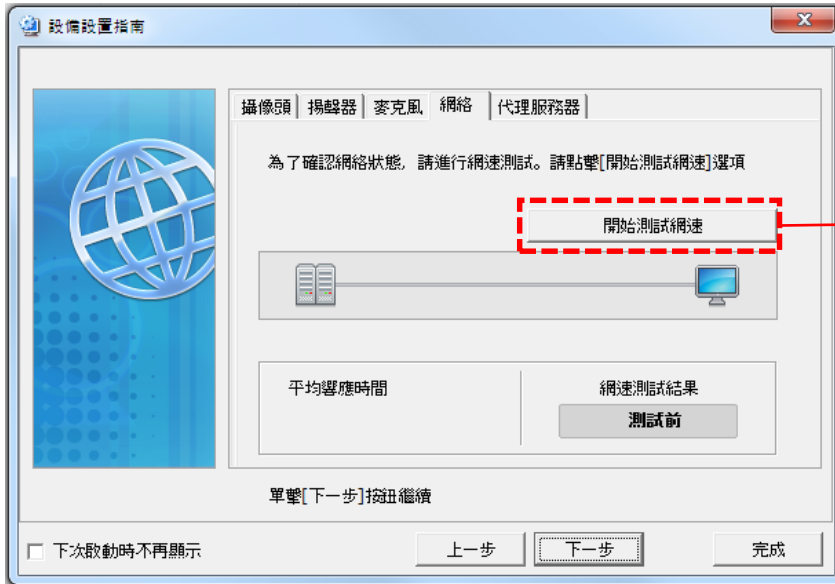 設備設置指南
攝像頭 揚聲器 麥克風 網絡 代理服務器
為了確認網絡狀態, 請進行網速測試。請點擊[開始測試網速]選項
開始測試網速
平均響應時間
網速測試結果
測試前
單擊[下一步]按鈕繼續
下次啟動時不再顯示
上一步 下一步 完成